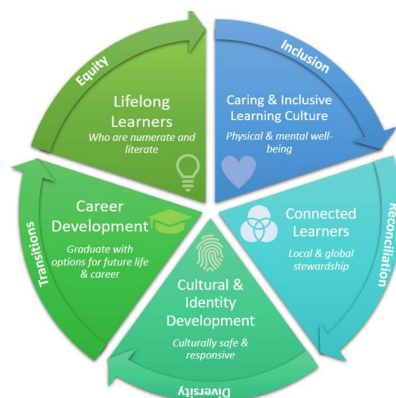 Equity
Lifelong
Learners
Who are numerate and
literate
Inclusion
Caring & Inclusive
Learning Culture
Physical & mental well-
being
Reconciliation
Connected
Learners
Local & global
stewardship
Diversity
Cultural &
Identity
Development
Culturally safe &
responsive
Transitions
Career
Development
Graduate with
options for future life
& career